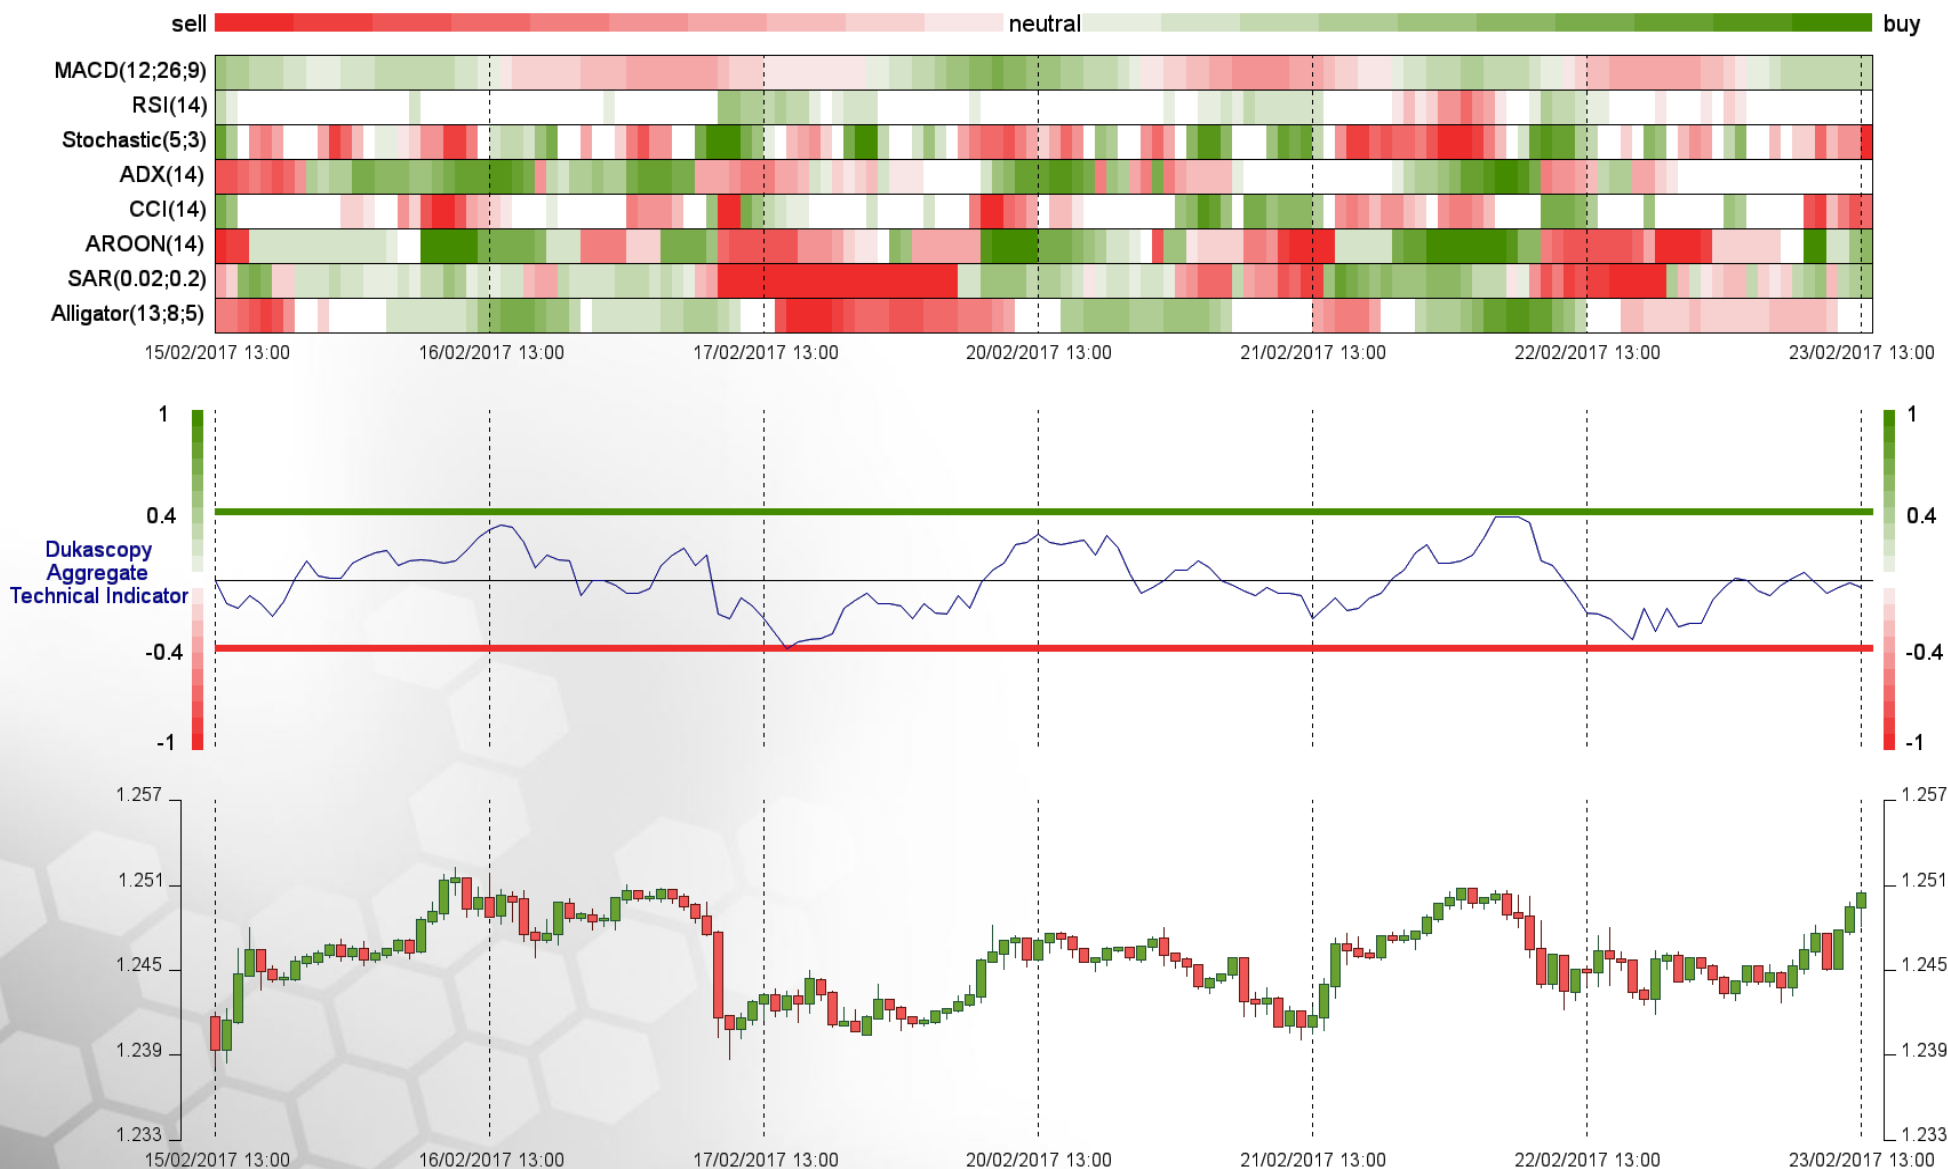 sell neutral buy
MACD(12;26;9)
RSI(14)
Stochastic(5;3)
ADX(14)
CCI(14)
AROON(14)
SAR(0.02;0.2)
Alligator(13;8;5)
15/02/2017 13:00 16/02/2017 13:00 17/02/2017 13:00 20/02/2017 13:00 21/02/2017 13:00 22/02/2017 13:00 23/02/2017 13:00
1 1
0.4 0.4
Dukascopy
Aggregate
Technical Indicator
-0.4 -0.4
-1 -1
1.257 1.257
1.251 1.251
1.245 1.245
1.239 1.239
1.233 1.233
15/02/2017 13:00 16/02/2017 13:00 17/02/2017 13:00 20/02/2017 13:00 21/02/2017 13:00 22/02/2017 13:00 23/02/2017 13:00